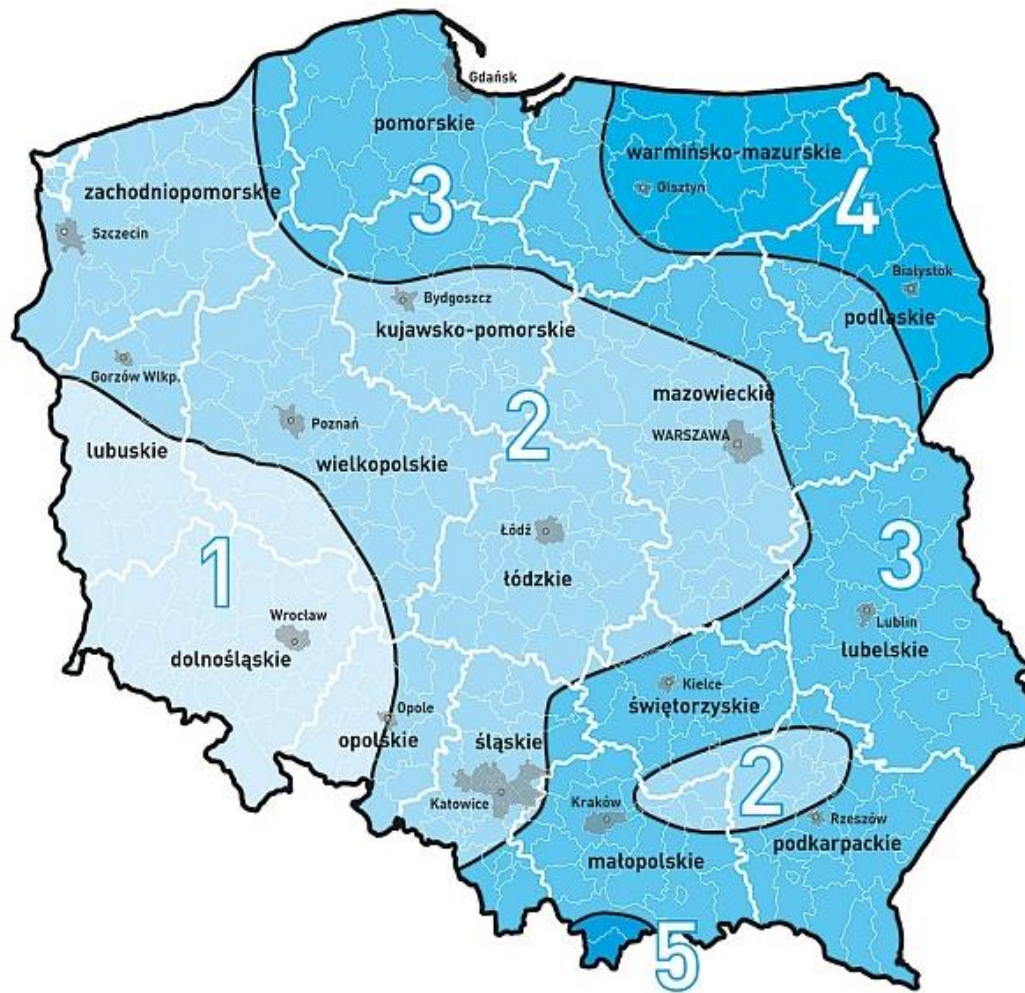 Gdańsk
pomorskie
3
warmińsko-mazurskie
Olsztyn
4
zachodniopomorskie
Szczecin
Białystok
podlaskie
Bydgoszcz
kujawsko-pomorskie
Gorzów Wlkp.
mazowieckie
2
Poznań
WARSZAWA
lubuskie
wielkopolskie
Łódź
łódzkie
1
3
Wrocław
dolnośląskie
Lublin
lubelskie
Kielce
świętorzyskie
Opole
opolskie
śląskie
Katowice
2
Kraków
Rzeszów
podkarpackie
małopolskie
5